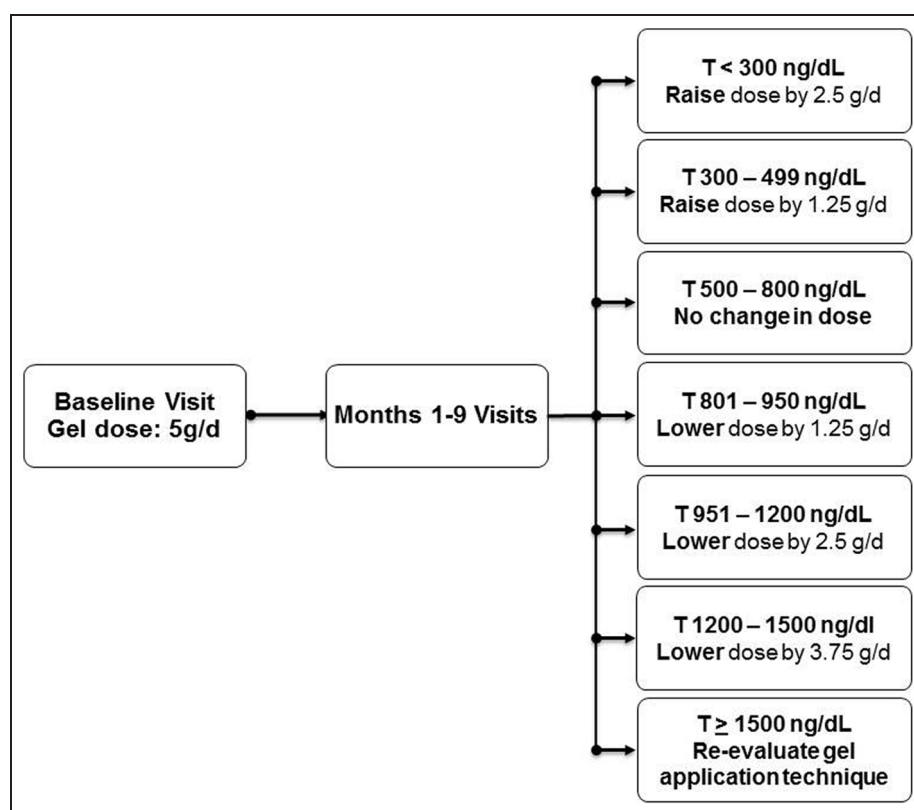 Baseline Visit
Gel dose: 5g/d
Months 1-9 Visits
T < 300 ng/dL
Raise dose by 2.5 g/d
T 300 – 499 ng/dL
Raise dose by 1.25 g/d
T 500 – 800 ng/dL
No change in dose
T 801 – 950 ng/dL
Lower dose by 1.25 g/d
T 951 – 1200 ng/dL
Lower dose by 2.5 g/d
T 1200 – 1500 ng/dl
Lower dose by 3.75 g/d
T ≥ 1500 ng/dL
Re-evaluate gel
application technique